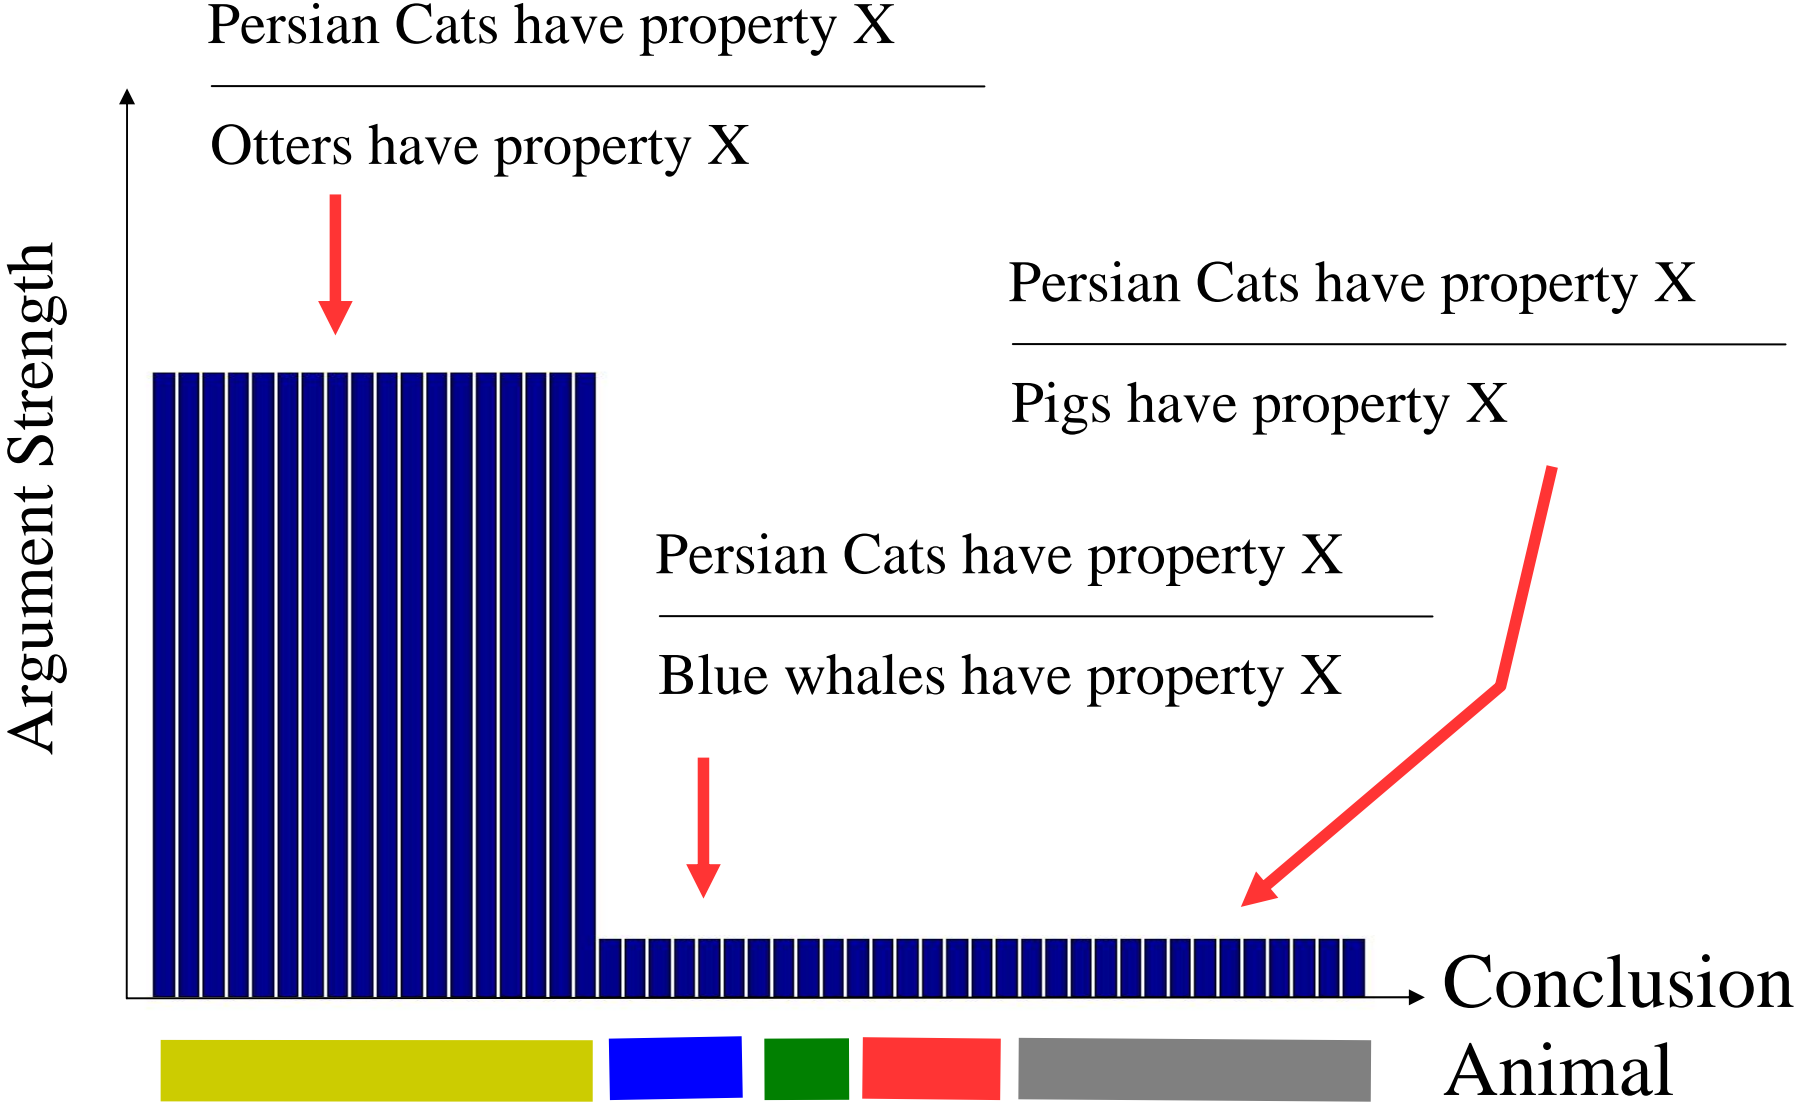 Persian Cats have property X
Otters have property X
Persian Cats have property X
Pigs have property X
Persian Cats have property X
Blue whales have property X
Argument Strength
Conclusion
Animal